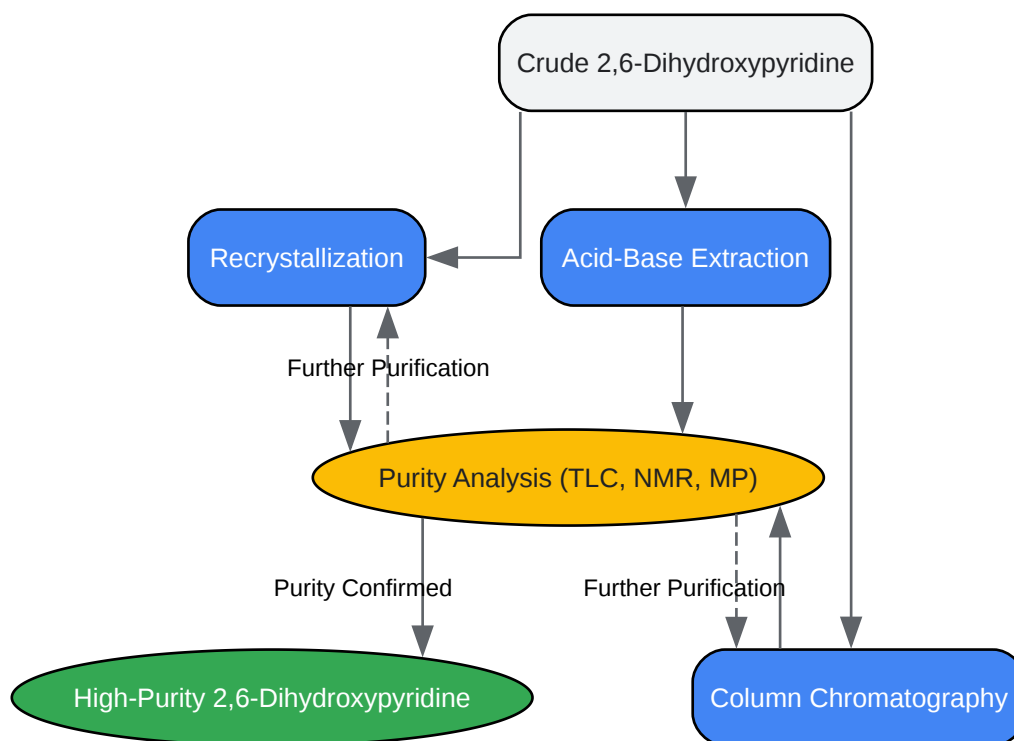 Crude 2,6-Dihydroxypyridine
Recrystallization
Acid-Base Extraction
Further Purification
Purity Analysis (TLC, NMR, MP)
Purity Confirmed
Further Purification
High-Purity 2,6-Dihydroxypyridine
Column Chromatography